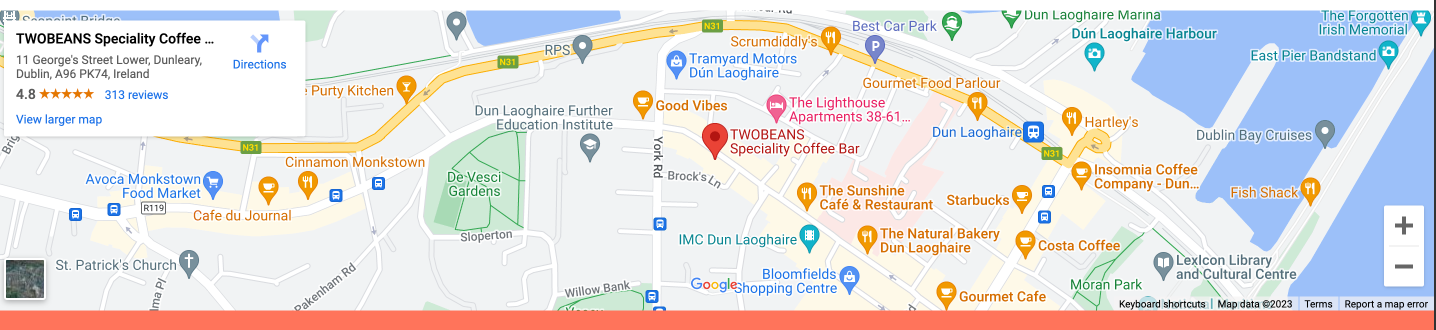 TWOBEANS Speciality Coffee ...
11 George's Street Lower, Dunleary,
Dublin, A96 PK74, Ireland
4.8
313 reviews
View larger map
Directions
N31
RPS
N31
Scrumdiddly's
Best Car Park
Dun Laoghaire Marina
Dún Laoghaire Harbour
The Forgotten
Irish Memorial
East Pier Bandstand
Purty Kitchen
Tramyard Motors
Dún Laoghaire
Gourmet Food Parlour
Good Vibes
The Lighthouse
Apartments 38-61...
Dun Laoghaire
Hartley's
Dublin Bay Cruises
Dun Laoghaire Further
Education Institute
TWOBEANS
Speciality Coffee Bar
N31
N31
York Rd
Cinnamon Monkstown
Avoca Monkstown
Food Market
De Vesci
Gardens
Brock's Ln
Insomnia Coffee
Company - Dun...
The Sunshine
Café & Restaurant
Starbucks
Fish Shack
R119
Cafe du Journal
Sloperton
IMC Dun Laoghaire
The Natural Bakery
Dun Laoghaire
Costa Coffee
St. Patrick's Church
Pakenham Rd
Willow Bank
Bloomfields
Shopping Centre
Google
Moran Park
LexIcon Library
and Cultural Centre
Gourmet Cafe
Keyboard shortcuts
Map data ©2023
Terms
Report a map error